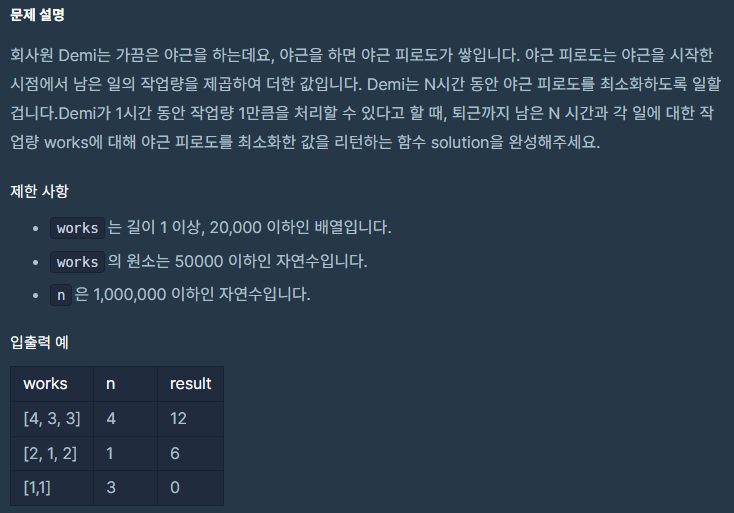 문제 설명
회사원 Demi는 가끔은 야근을 하는데요, 야근을 하면 야근 피로도가 쌓입니다. 야근 피로도는 야근을 시작한
시점에서 남은 일의 작업량을 제곱하여 더한 값입니다. Demi는 N시간 동안 야근 피로도를 최소화하도록 일할
겁니다.Demi가 1시간 동안 작업량 1만큼을 처리할 수 있다고 할 때, 퇴근까지 남은 N 시간과 각 일에 대한 작
업량 works에 대해 야근 피로도를 최소화한 값을 리턴하는 함수 solution을 완성해주세요.
제한 사항
• works 는 길이 1 이상, 20,000 이하인 배열입니다.
• works 의 원소는 50000 이하인 자연수입니다.
• n 은 1,000,000 이하인 자연수입니다.
입출력 예
works n result
[4, 3, 3] 4 12
[2, 1, 2] 1 6
[1,1] 3 0